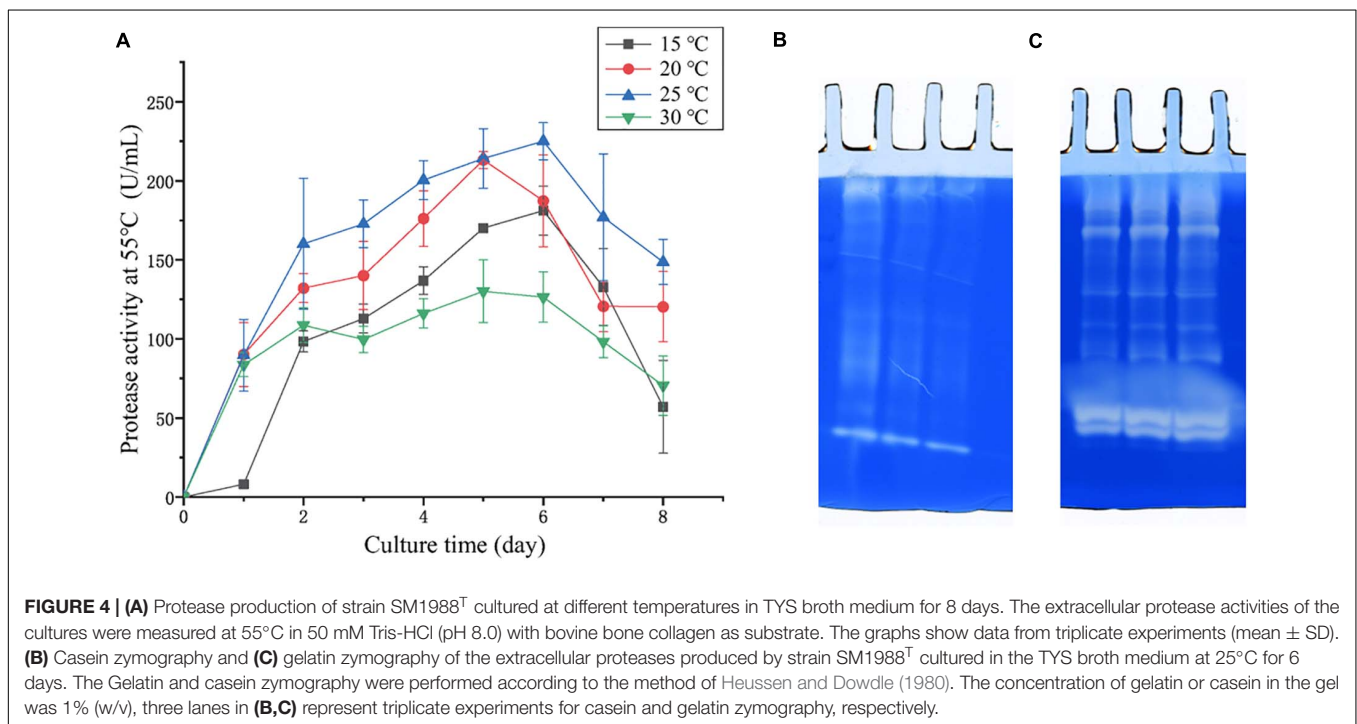 A
B
C
15 ℃
20 ℃
25 ℃
30 ℃
Protease activity at 55℃ (U/mL)
250
200
150
100
50
0
0
2
4
6
8
Culture time (day)
FIGURE 4 | (A) Protease production of strain SM1988ᵀ cultured at different temperatures in TYS broth medium for 8 days. The extracellular protease activities of the
cultures were measured at 55°C in 50 mM Tris-HCl (pH 8.0) with bovine bone collagen as substrate. The graphs show data from triplicate experiments (mean ± SD).
(B) Casein zymography and (C) gelatin zymography of the extracellular proteases produced by strain SM1988ᵀ cultured in the TYS broth medium at 25°C for 6
days. The Gelatin and casein zymography were performed according to the method of Heussen and Dowdle (1980). The concentration of gelatin or casein in the gel
was 1% (w/v), three lanes in (B,C) represent triplicate experiments for casein and gelatin zymography, respectively.